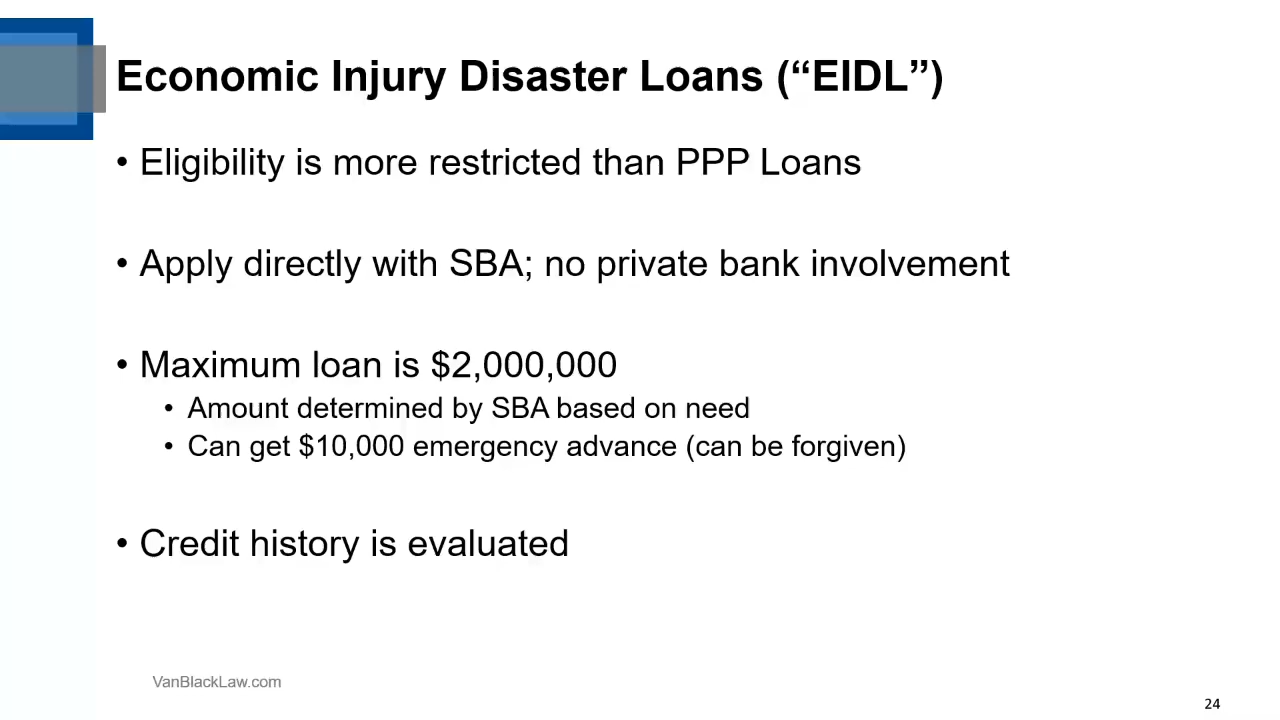 Economic Injury Disaster Loans (“EIDL”)
• Eligibility is more restricted than PPP Loans
• Apply directly with SBA; no private bank involvement
• Maximum loan is $2,000,000
• Amount determined by SBA based on need
• Can get $10,000 emergency advance (can be forgiven)
• Credit history is evaluated
VanBlackLaw.com
24